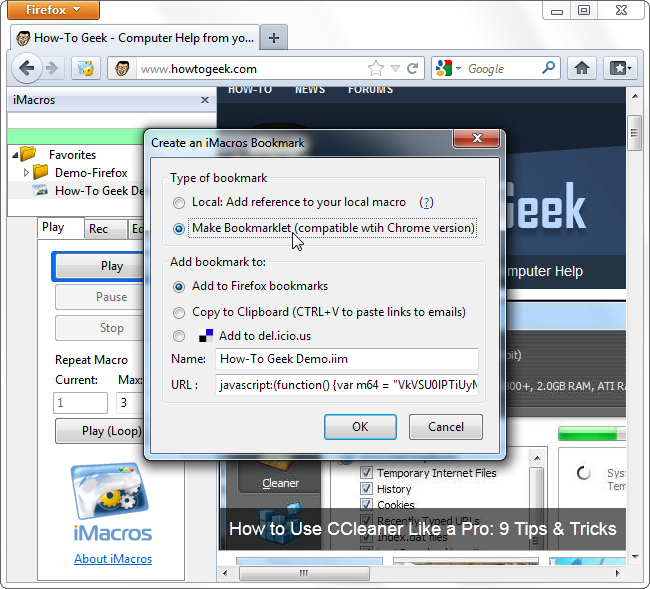 Firefox
How-To Geek - Computer Help from yo...
www.howtogeek.com
Google
iMacros
HOW-TO NEWS FORUMS
Favorites
Demo-Firefox
How-To Geek De
Play Rec
Play
Pause
Stop
Repeat Macro
Current: Max:
1 3
Play (Loop)
iMacros
About iMacros
Create an iMacros Bookmark
Type of bookmark
Local: Add reference to your local macro (?)
Make Bookmarklet (compatible wtih Chrome version)
Add bookmark to:
Add to Firefox bookmarks
Copy to Clipboard (CTRL+V to paste links to emails)
Add to del.icio.us
Name: How-To Geek Demo.iim
URL : javascript:(function() {var m64 = "VkVSU0lPTiUyM
OK Cancel
Geek
omputer Help
bit)
00+, 2.0GB RAM, ATI Ra
Cleaner
Temporary Internet Files
History
Cookies
Recently Typed URLs
Index.dat files
Syst
Tem
How to Use CCleaner Like a Pro: 9 Tips & Tricks